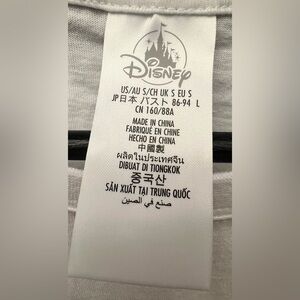 Disney
US/AU S/CH UK S EU S
JP日本 バスト 86-94 L
CN 160/88A
MADE IN CHINA
FABRIQUÉ EN CHINE
HECHO EN CHINA
中國製
ผลิตในประเทศจีน
DIBUAT DI TIONGKOK
중국산
SẢN XUẤT TẠI TRUNG QUỐC
صنع في الصين